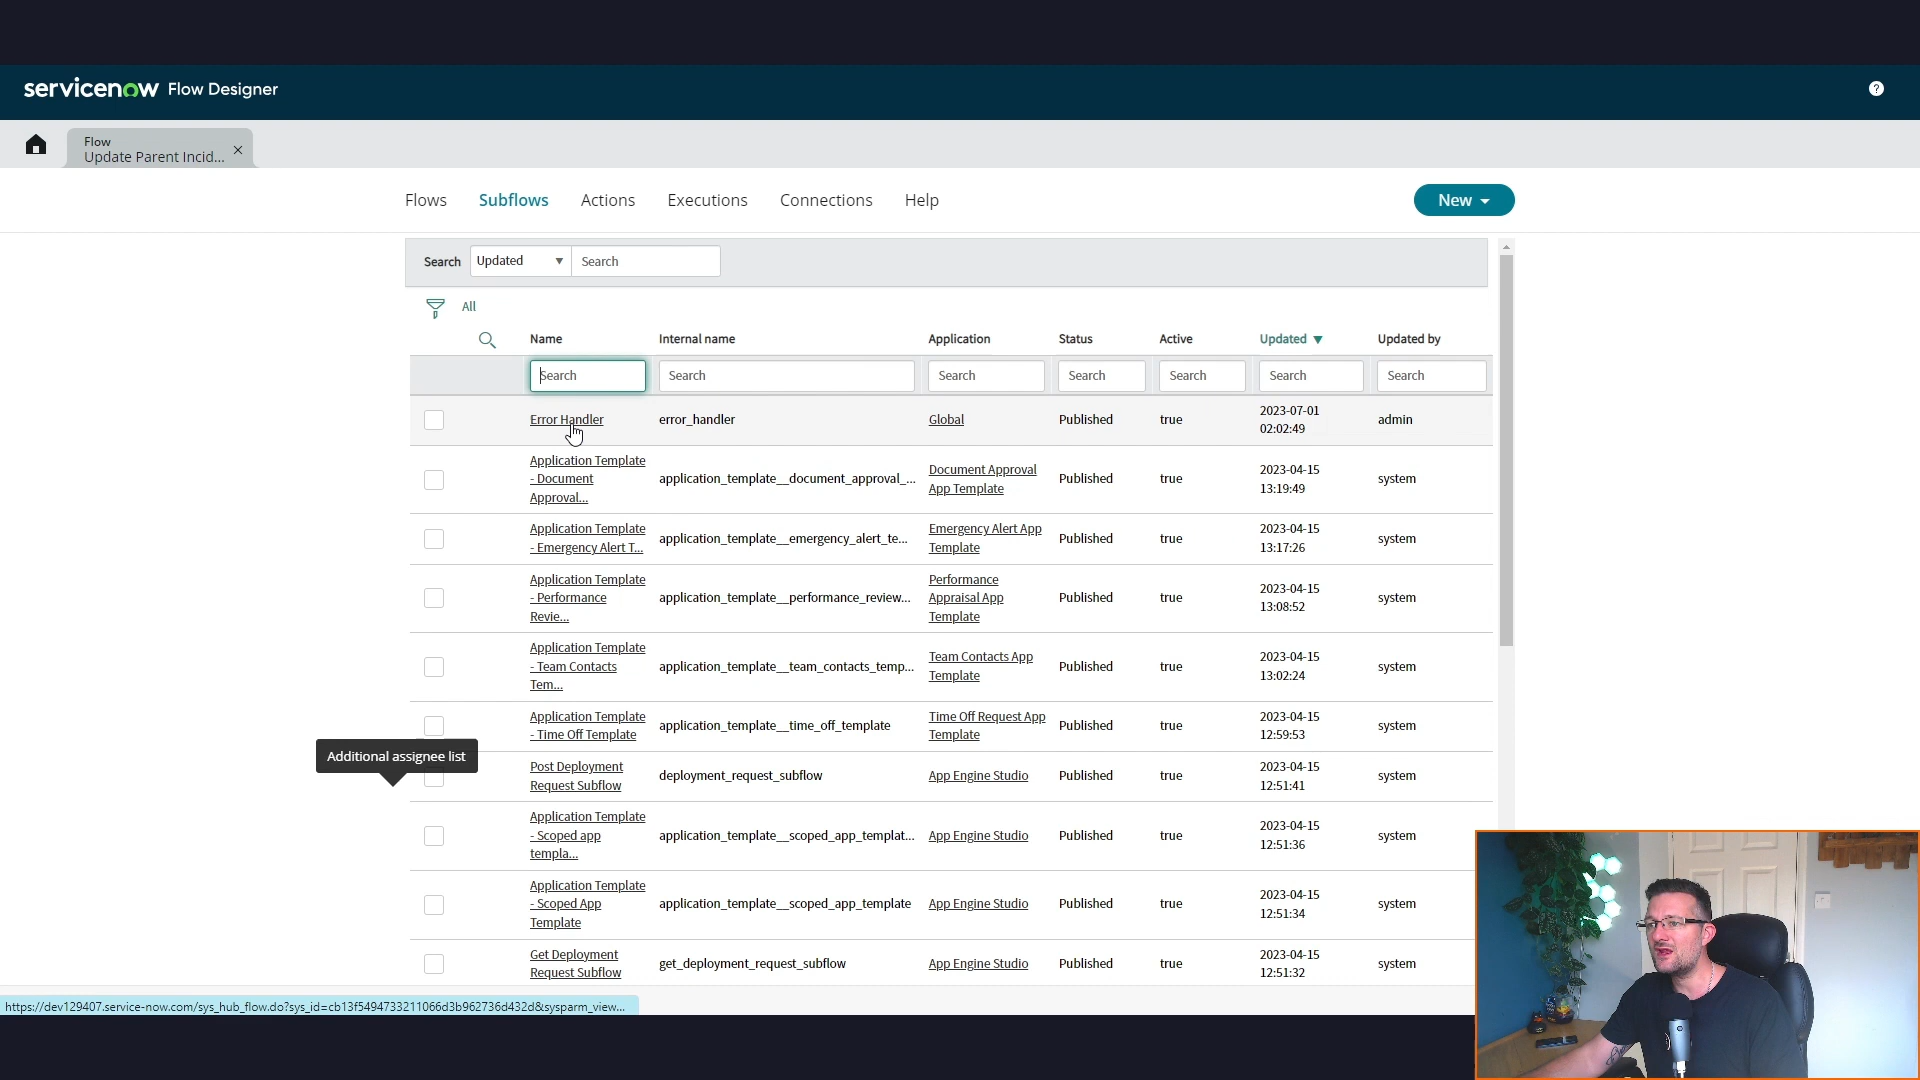 servicenow Flow Designer
?
Flow
Update Parent Incid...
Flows Subflows Actions Executions Connections Help New
Search Updated Search
All
Name Internal name Application Status Active Updated Updated by
Search Search Search Search Search Search Search
Error Handler error_handler Global Published true 2023-07-01 02:02:49 admin
Application Template
- Document
Approval...
application_template__document_approval_...
Document Approval
App Template
Published true
2023-04-15
13:19:49
system
Application Template
- Emergency Alert T...
application_template__emergency_alert_te...
Emergency Alert App
Template
Published true
2023-04-15
13:17:26
system
Application Template
- Performance
Revie...
application_template__performance_review...
Performance
Appraisal App
Template
Published true
2023-04-15
13:08:52
system
Application Template
- Team Contacts
Tem...
application_template__team_contacts_temp...
Team Contacts App
Template
Published true
2023-04-15
13:02:24
system
Application Template
- Time Off Template
application_template__time_off_template
Time Off Request App
Template
Published true
2023-04-15
12:59:53
system
Additional assignee list
Post Deployment
Request Subflow
deployment_request_subflow
App Engine Studio
Published true
2023-04-15
12:51:41
system
Application Template
- Scoped app
templa...
application_template__scoped_app_templat...
App Engine Studio
Published true
2023-04-15
12:51:36
system
Application Template
- Scoped App
Template
application_template__scoped_app_template
App Engine Studio
Published true
2023-04-15
12:51:34
system
Get Deployment
Request Subflow
get_deployment_request_subflow
App Engine Studio
Published true
2023-04-15
12:51:32
system
https://dev129407.service-now.com/sys_hub_flow.do?sys_id=cb13f5494733211066d3b962736d432d&sysparm_view...